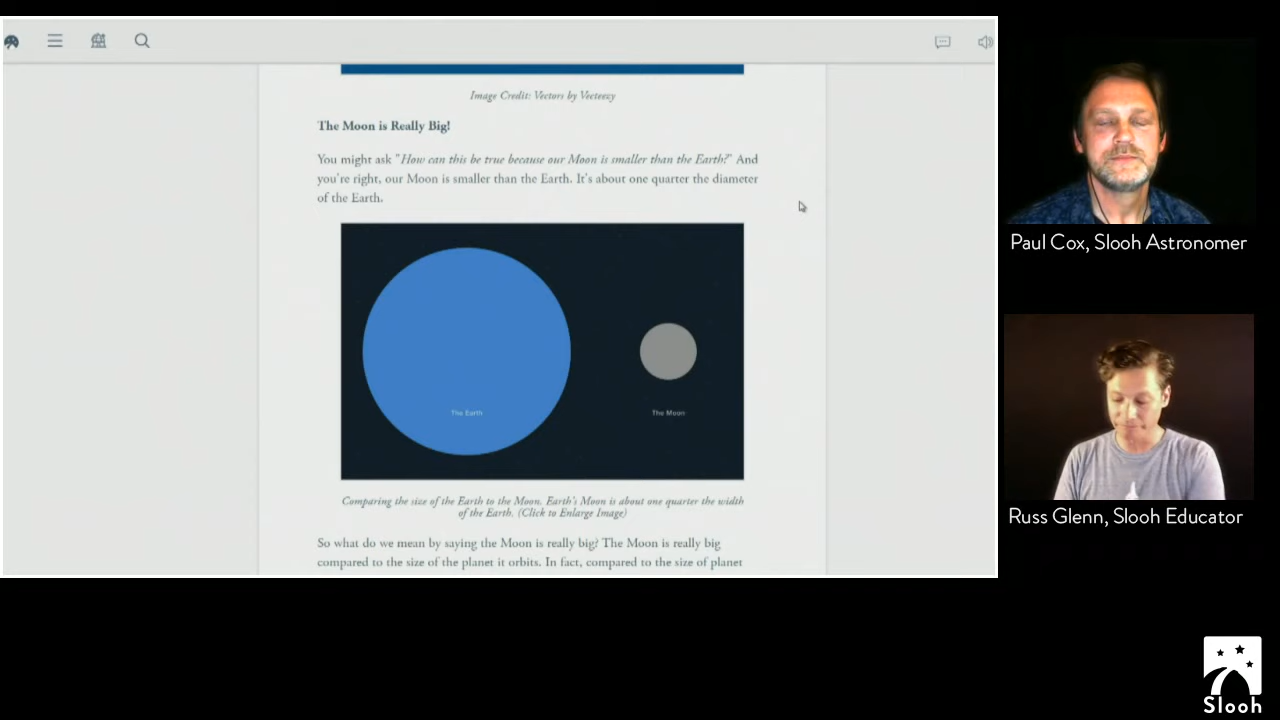 Image Credit: Vectors by Vecteezy
The Moon is Really Big!
You might ask "How can this be true because our Moon is smaller than the Earth?" And
you're right, our Moon is smaller than the Earth. It's about one quarter the diameter
of the Earth.
The Earth
The Moon
Comparing the size of the Earth to the Moon. Earth's Moon is about one quarter the width
of the Earth. (Click to Enlarge Image)
So what do we mean by saying the Moon is really big? The Moon is really big
compared to the size of the planet it orbits. In fact, compared to the size of planet
Paul Cox, Slooh Astronomer
Russ Glenn, Slooh Educator
Slooh